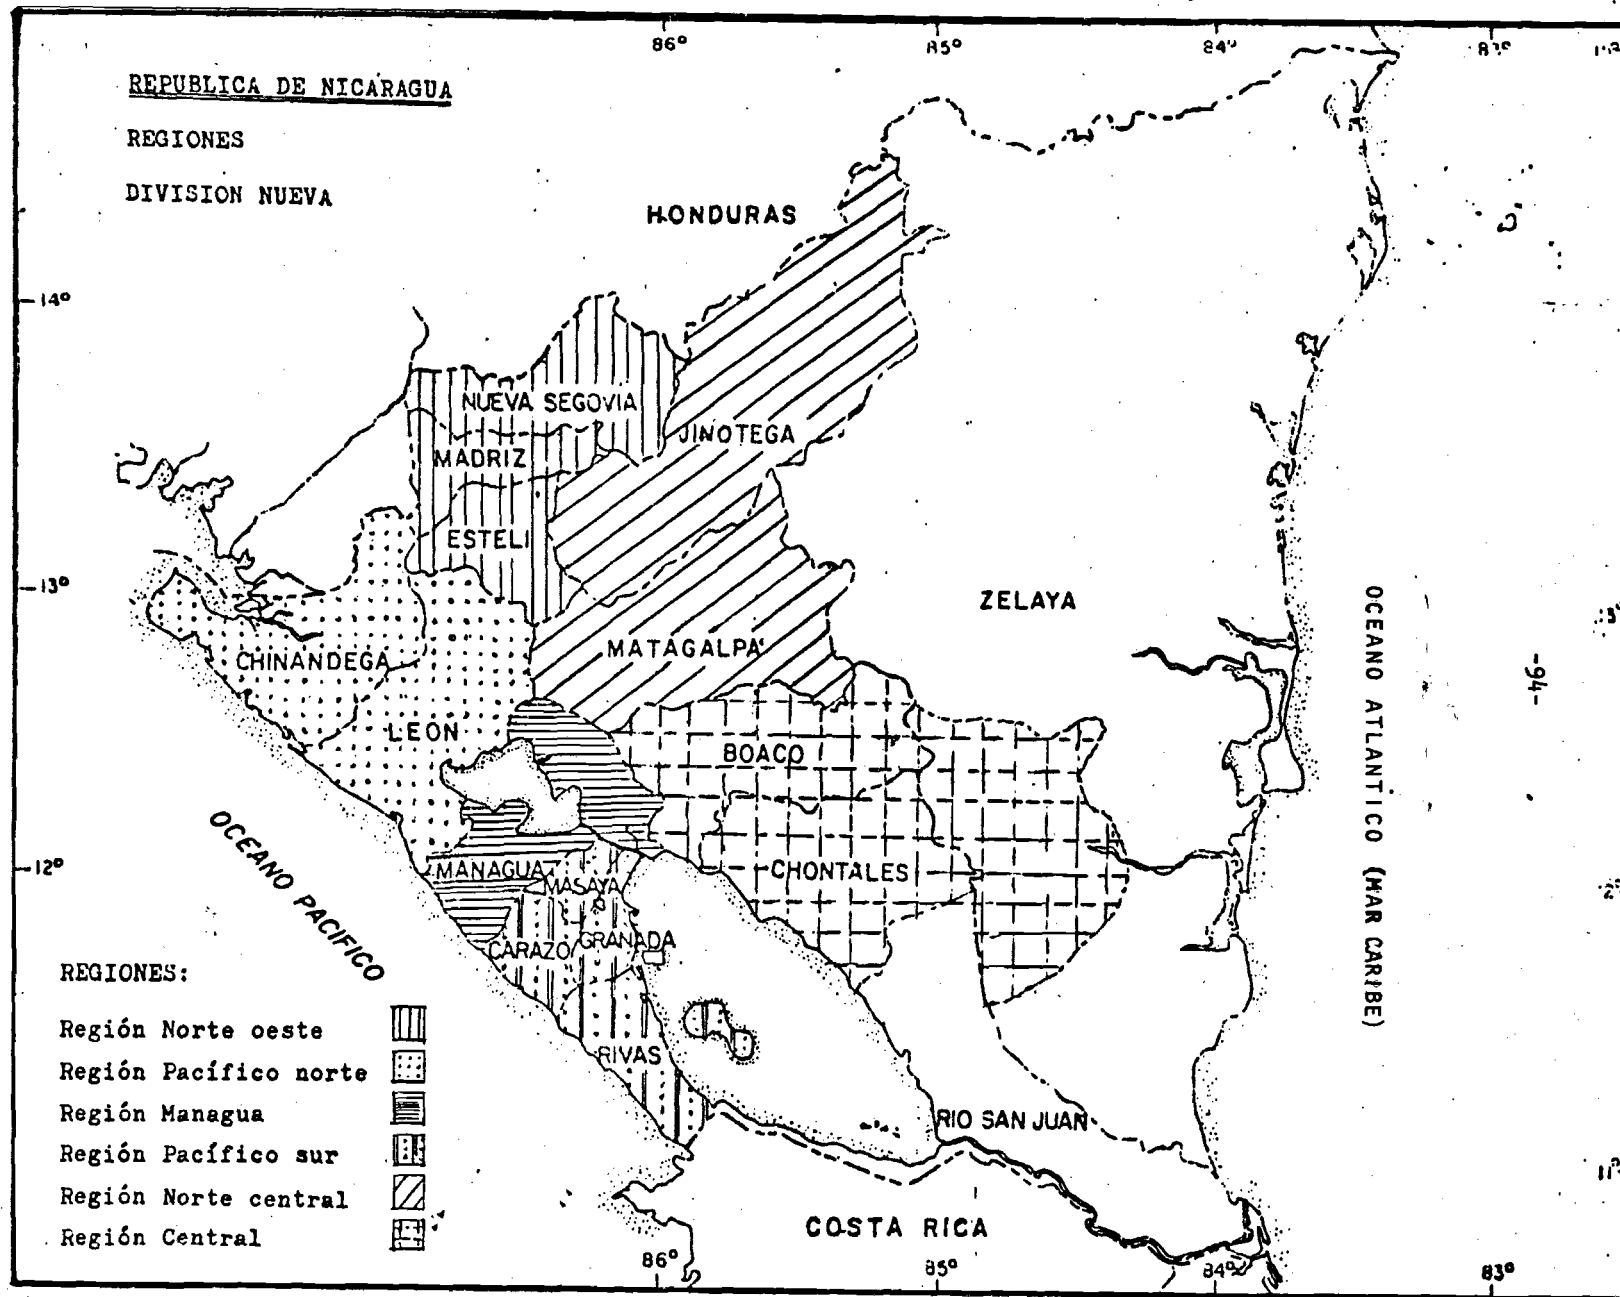 86°
85°
84°
83°
REPUBLICA DE NICARAGUA
REGIONES
DIVISION NUEVA
HONDURAS
14°
NUEVA SEGOVIA
JINOTEGA
MADRIZ
ESTELI
13°
ZELAYA
OCEANO ATLANTICO (MAR CARIBE)
-94-
CHINANDEGA
MATAGALPA
LEON
BOACO
OCEANO PACIFICO
12°
MANAGUA
MASAYA
CHONTALES
CARAZO
GRANADA
RIVAS
RIO SAN JUAN
11°
COSTA RICA
REGIONES:
Región Norte oeste
Región Pacífico norte
Región Managua
Región Pacífico sur
Región Norte central
Región Central
86°
85°
84°
83°